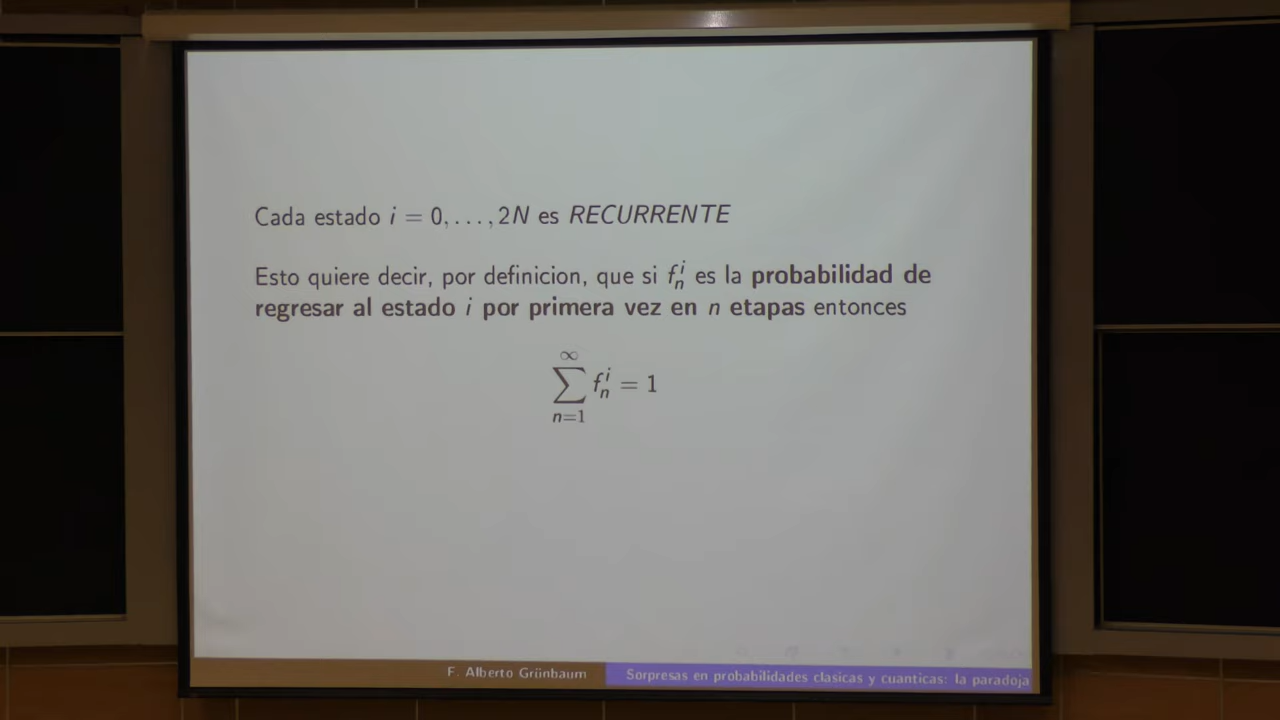 Cada estado i = 0, . . . , 2N es RECURRENTE
Esto quiere decir, por definicion, que si f_n^i es la probabilidad de
regresar al estado i por primera vez en n etapas entonces
∑_{n=1}^{∞} f_n^i = 1
F. Alberto Grünbaum
Sorpresas en probabilidades clasicas y cuanticas: la paradoja